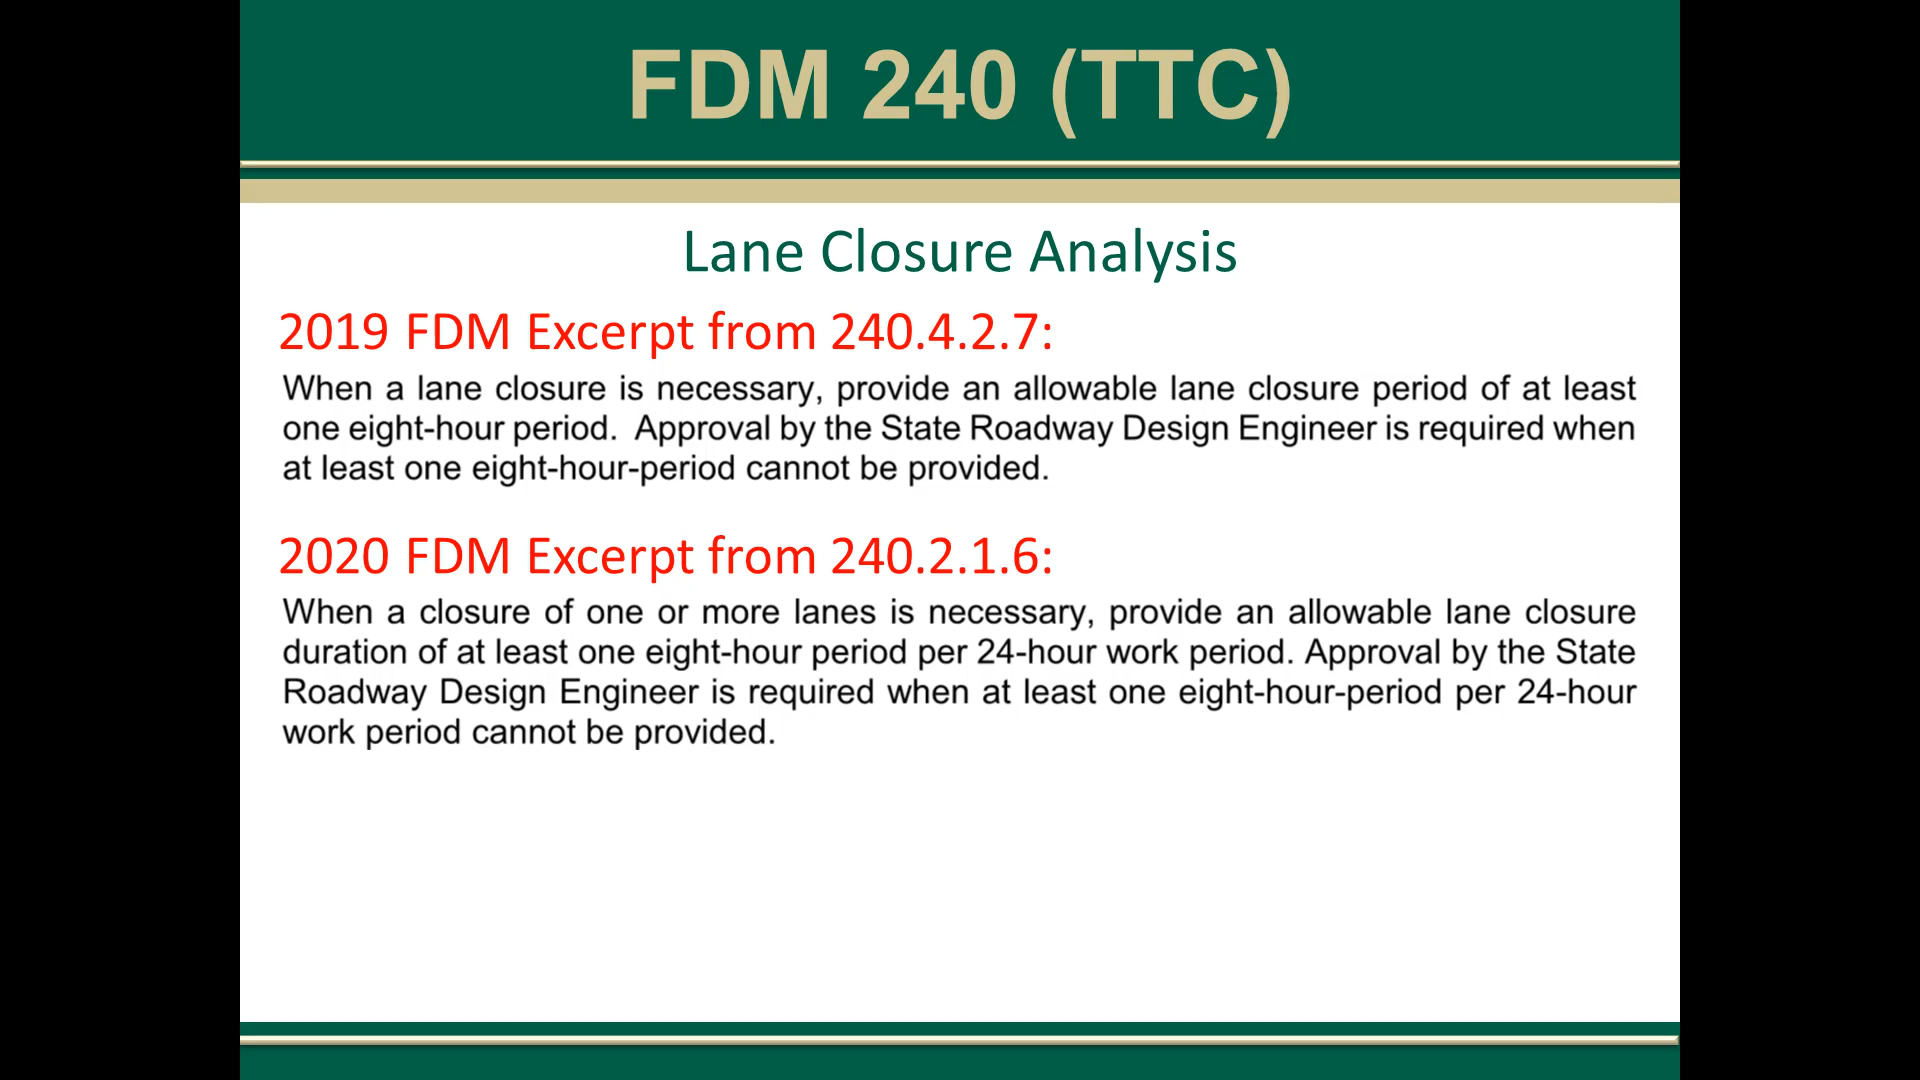 FDM 240 (TTC)
Lane Closure Analysis
2019 FDM Excerpt from 240.4.2.7:
When a lane closure is necessary, provide an allowable lane closure period of at least
one eight-hour period.  Approval by the State Roadway Design Engineer is required when
at least one eight-hour-period cannot be provided.
2020 FDM Excerpt from 240.2.1.6:
When a closure of one or more lanes is necessary, provide an allowable lane closure
duration of at least one eight-hour period per 24-hour work period. Approval by the State
Roadway Design Engineer is required when at least one eight-hour-period per 24-hour
work period cannot be provided.